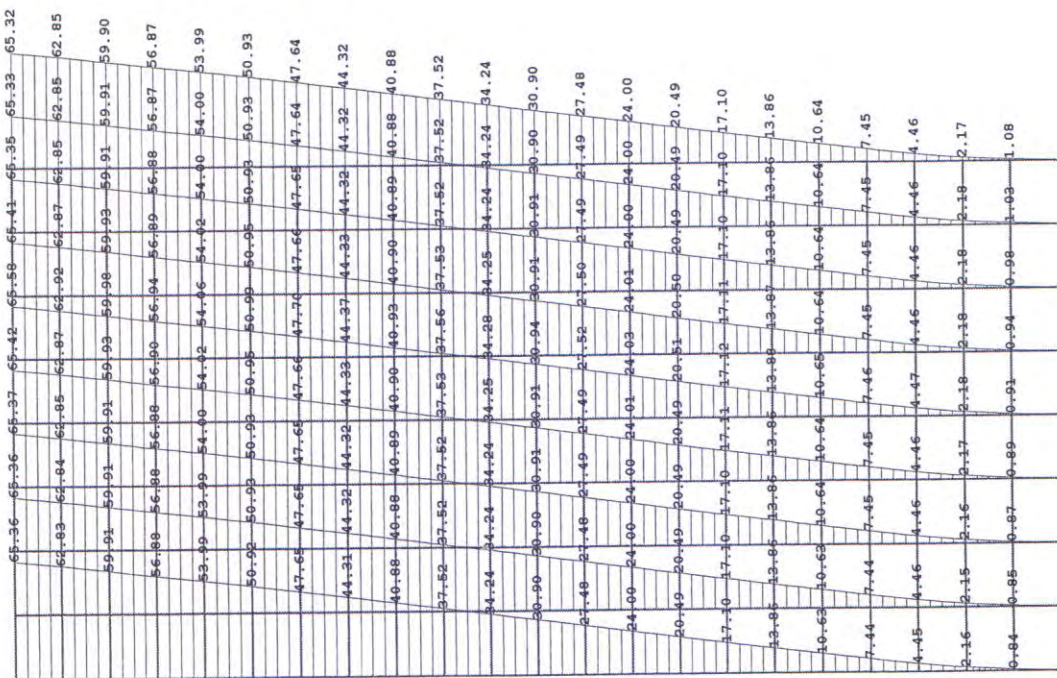 65.36 65.36 65.37 65.42 65.58 65.41 65.35 65.33 65.32
62.83 62.84 62.85 62.87 62.92 62.87 62.85 62.85 62.85
59.91 59.91 59.91 59.93 59.98 59.93 59.91 59.91 59.90
56.88 56.88 56.88 56.90 56.94 56.89 56.88 56.87 56.87
53.99 53.99 54.00 54.02 54.06 54.02 54.00 54.00 53.99
50.92 50.93 50.93 50.95 50.99 50.95 50.93 50.93 50.93
47.65 47.65 47.65 47.66 47.70 47.66 47.65 47.64 47.64
44.31 44.32 44.32 44.33 44.37 44.33 44.32 44.32 44.32
40.88 40.88 40.89 40.90 40.93 40.90 40.89 40.88 40.88
37.52 37.52 37.52 37.53 37.56 37.53 37.52 37.52 37.52
34.24 34.24 34.24 34.25 34.28 34.25 34.24 34.24 34.24
30.90 30.90 30.91 30.91 30.94 30.91 30.91 30.90 30.90
27.48 27.48 27.49 27.49 27.52 27.50 27.49 27.49 27.48
24.00 24.00 24.00 24.01 24.03 24.01 24.00 24.00 24.00
20.49 20.49 20.49 20.49 20.51 20.50 20.49 20.49 20.49
17.10 17.10 17.10 17.11 17.12 17.11 17.10 17.10 17.10
13.86 13.86 13.86 13.86 13.88 13.87 13.86 13.86 13.86
10.63 10.63 10.64 10.64 10.65 10.64 10.64 10.64 10.64
7.44 7.44 7.45 7.45 7.46 7.45 7.45 7.45 7.45
4.45 4.46 4.46 4.46 4.47 4.46 4.46 4.46 4.46
2.16 2.15 2.16 2.17 2.18 2.18 2.18 2.18 2.17
0.84 0.85 0.87 0.89 0.91 0.94 0.98 1.03 1.08